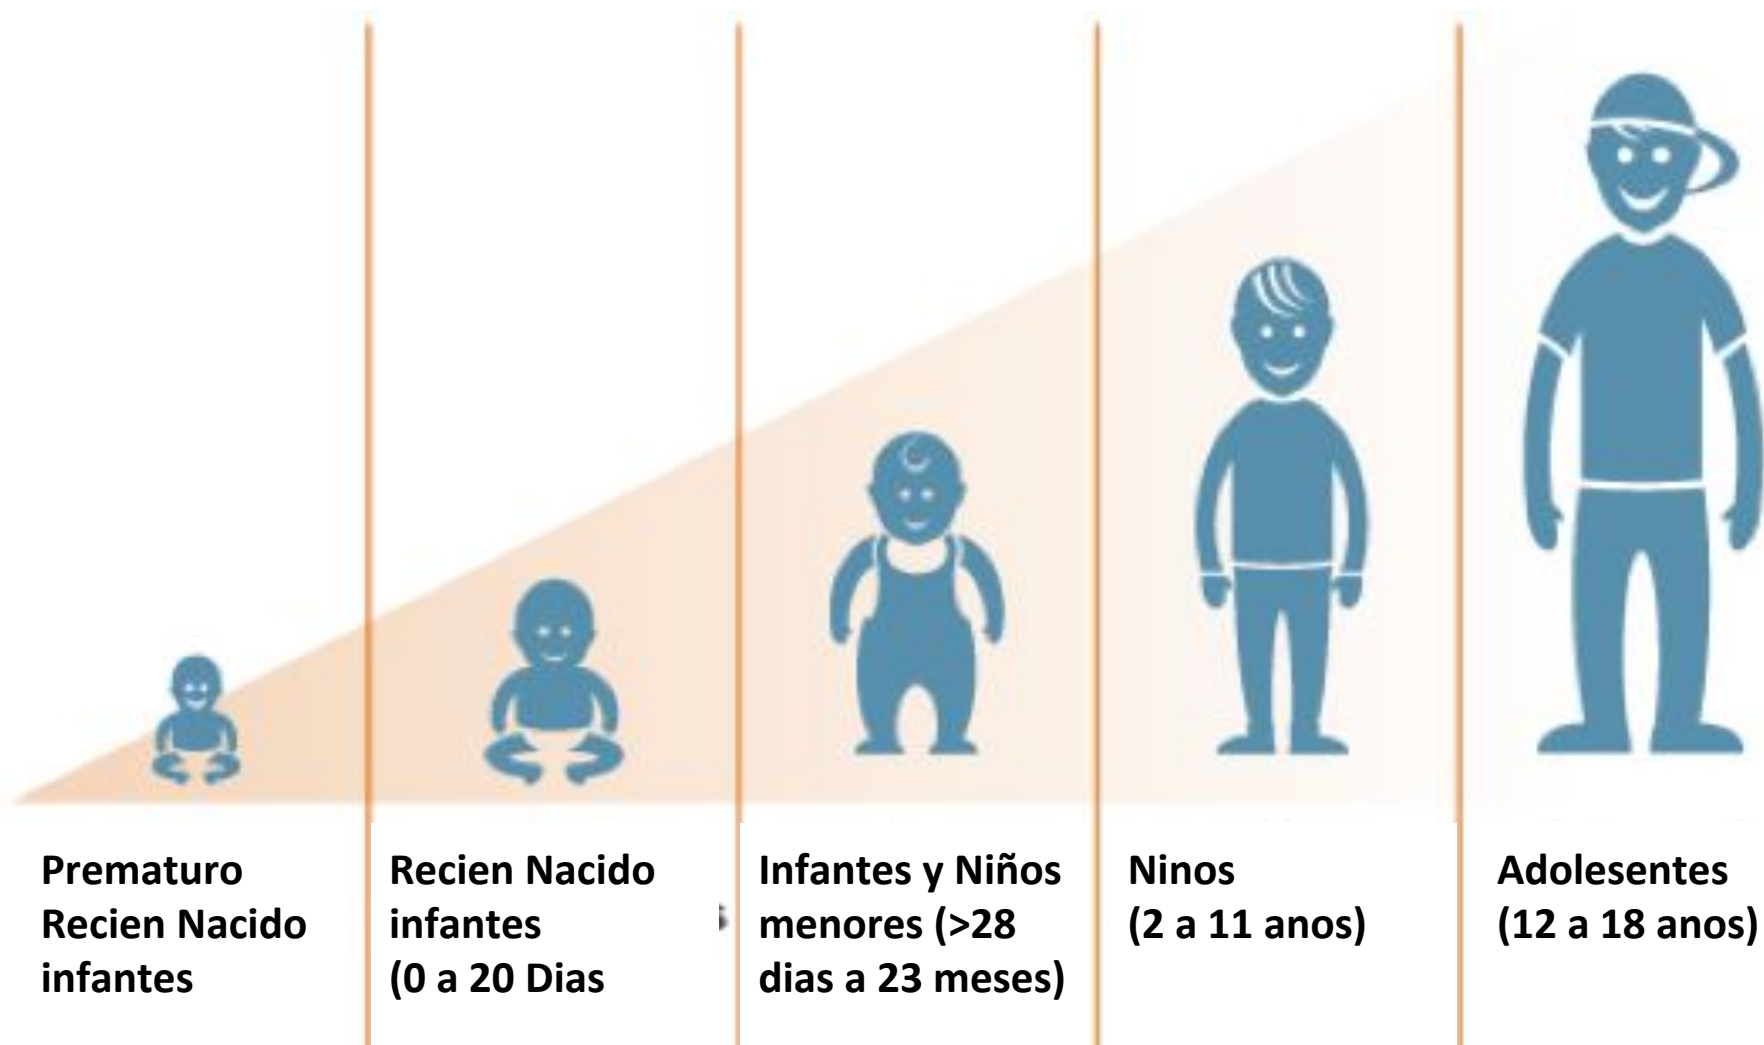 Prematuro
Recien Nacido
infantes
Recien Nacido
infantes
(0 a 20 Dias
Infantes y Niños
menores (>28
dias a 23 meses)
Ninos
(2 a 11 anos)
Adolesentes
(12 a 18 anos)